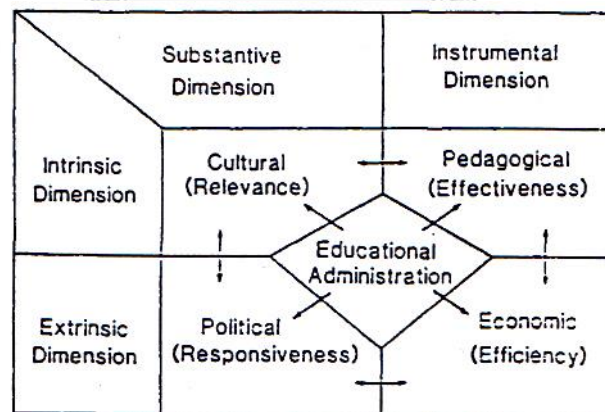 Substantive
Dimension
Instrumental
Dimension
Intrinsic
Dimension
Cultural
(Relevance)
Pedagogical
(Effectiveness)
Educational
Administration
Extrinsic
Dimension
Political
(Responsiveness)
Economic
(Efficiency)